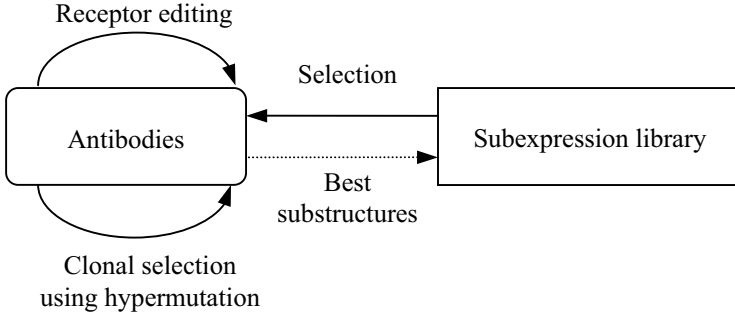 Receptor editing
Selection
Antibodies
Subexpression library
Best
substructures
Clonal selection
using hypermutation